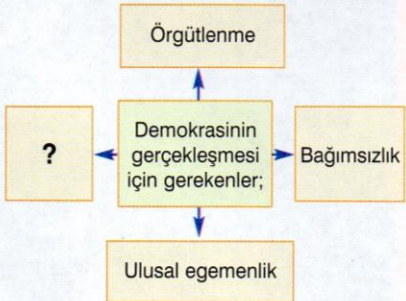 Örgütlenme
?
Demokrasinin
gerçekleşmesi
için gerekenler;
Bağımsızlık
Ulusal egemenlik